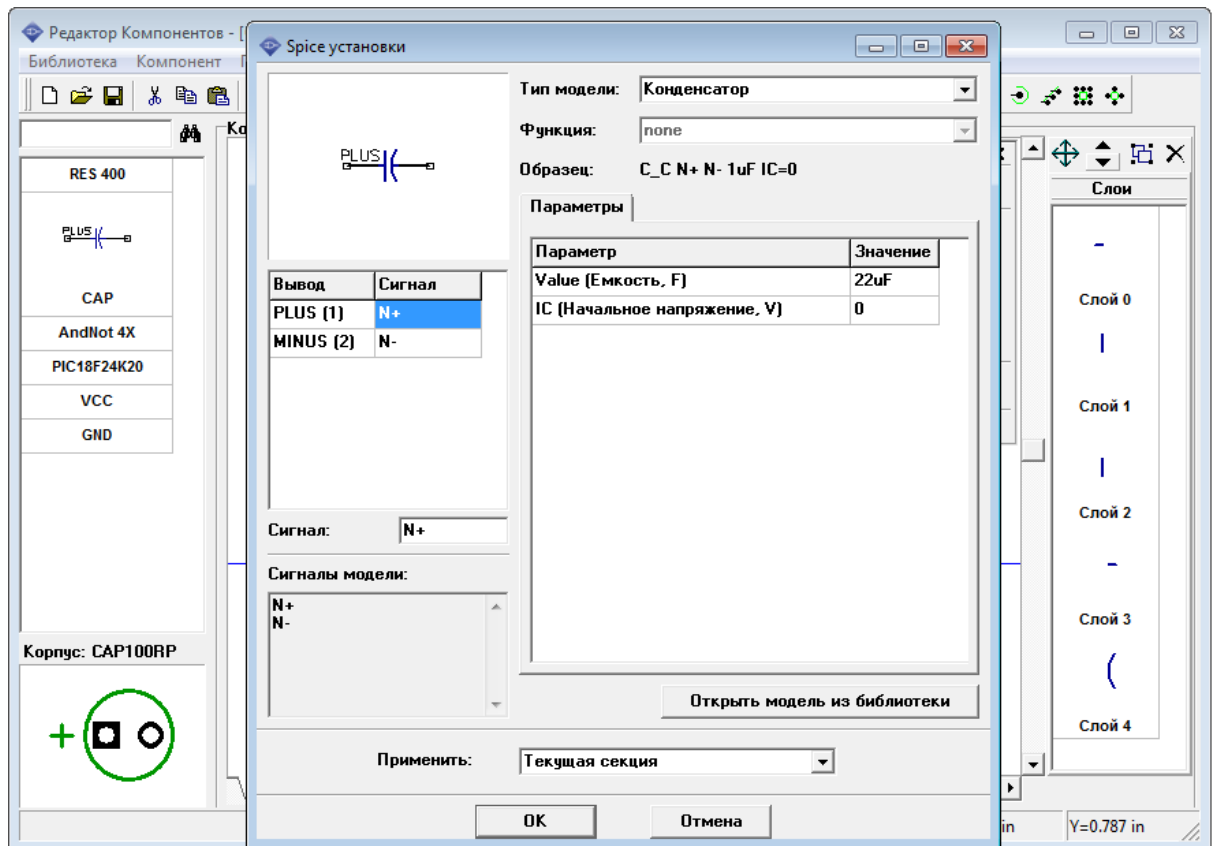 Редактор Компонентов - [
Библиотека Компонент
RES 400
PLUS
CAP
AndNot 4X
PIC18F24K20
VCC
GND
Корпус: CAP100RP
+
Spice установки
PLUS
Вывод Сигнал
PLUS (1) N+
MINUS (2) N-
Сигнал: N+
Сигналы модели:
N+
N-
Тип модели: Конденсатор
Функция: none
Образец: C_C N+ N- 1uF IC=0
Параметры
Параметр Значение
Value (Емкость, F) 22uF
IC (Начальное напряжение, V) 0
Открыть модель из библиотеки
Применить: Текущая секция
OK Отмена
Слои
Слой 0
Слой 1
Слой 2
Слой 3
Слой 4
in Y=0.787 in